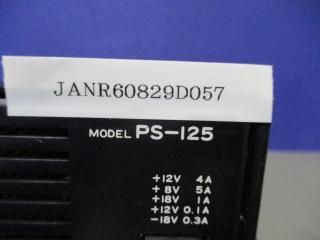 JANR60829D057
MODEL PS-125
+12V 4A
+8V 5A
+18V 1A
+12V 0.1A
-18V 0.3A